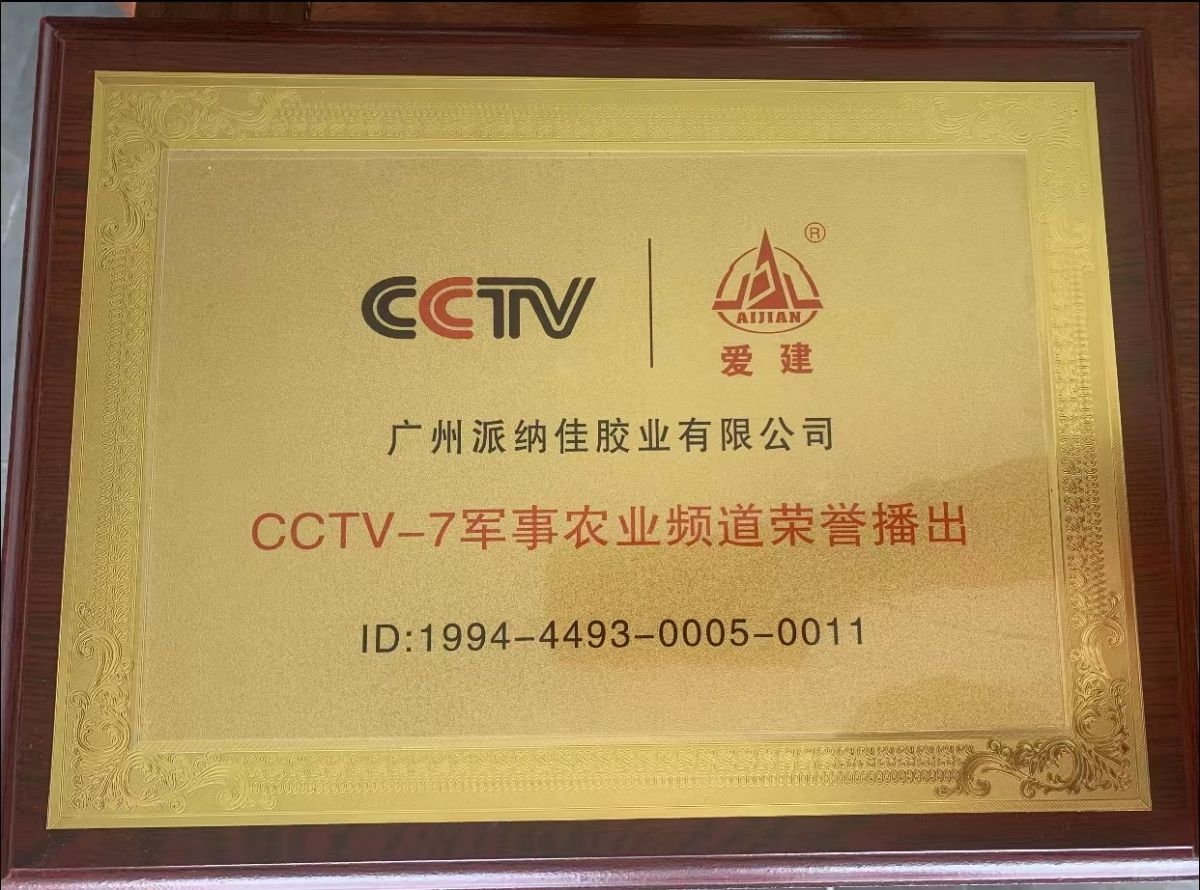 CCTV
®
AIJIAN
爱建
广州派纳佳胶业有限公司
CCTV-7军事农业频道荣誉播出
ID:1994-4493-0005-0011